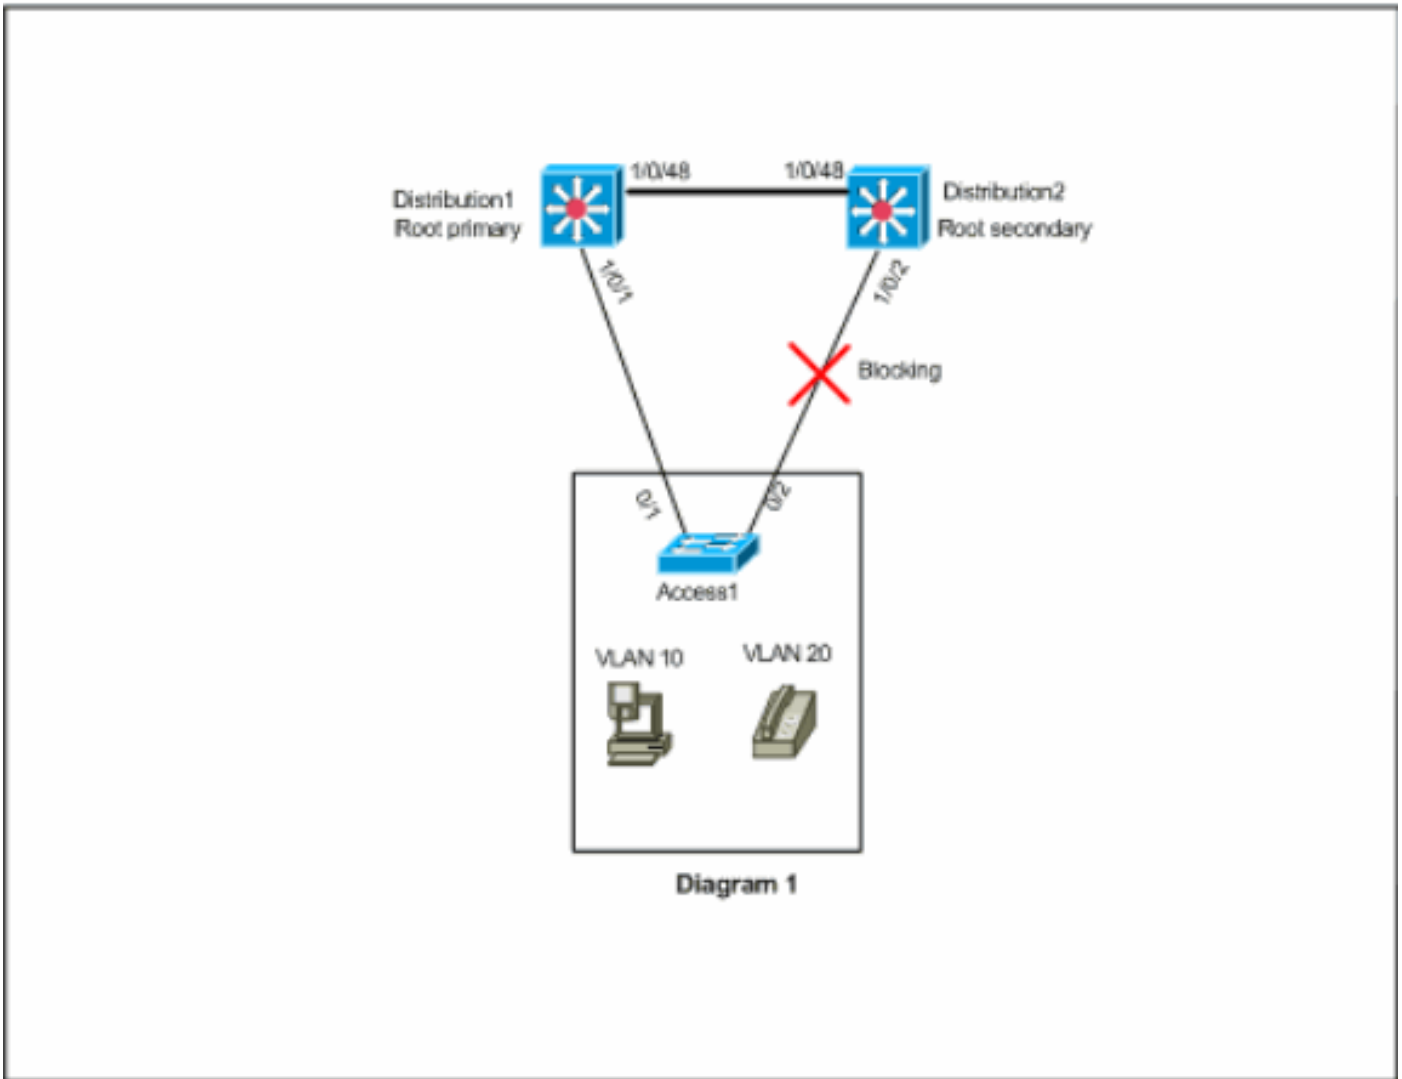 1/0/48
1/0/48
Distribution1
Root primary
Distribution2
Root secondary
1/0/1
1/0/2
Blocking
0/1
0/2
Access1
VLAN 10
VLAN 20
Diagram 1